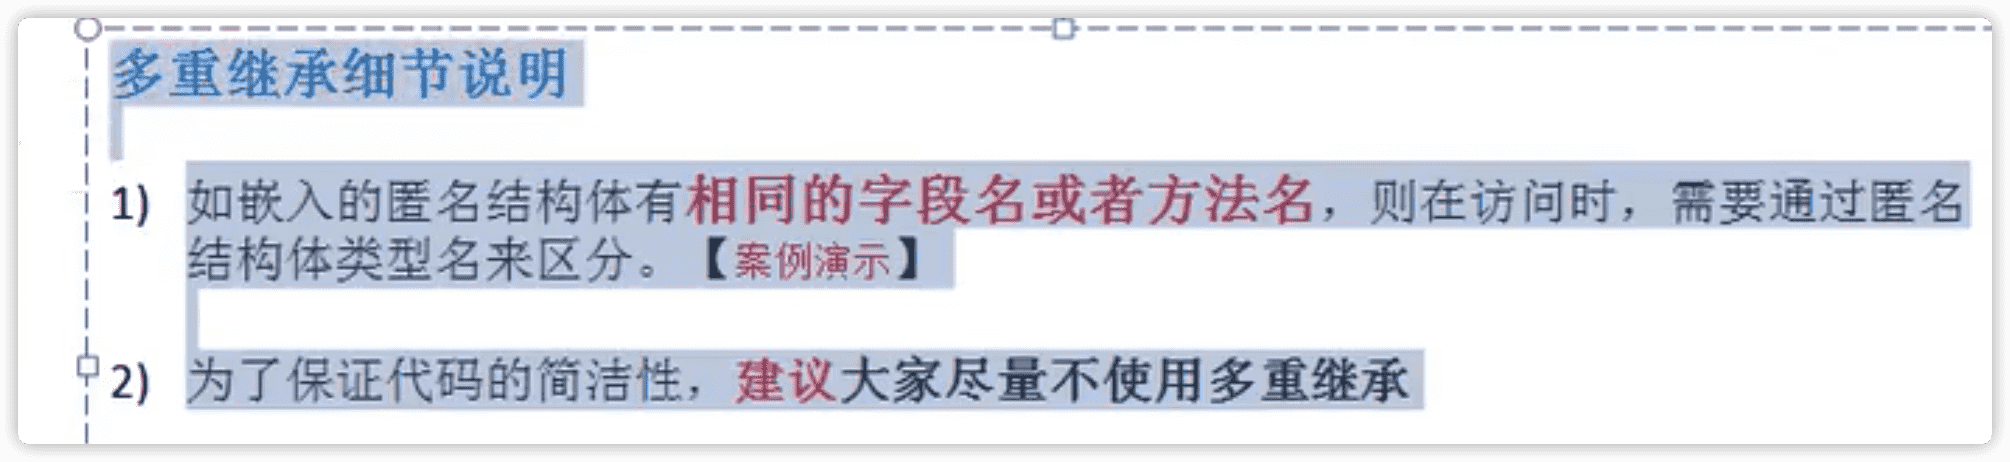 多重继承细节说明
1) 如嵌入的匿名结构体有相同的字段名或者方法名，则在访问时，需要通过匿名
结构体类型名来区分。【案例演示】
2) 为了保证代码的简洁性，建议大家尽量不使用多重继承